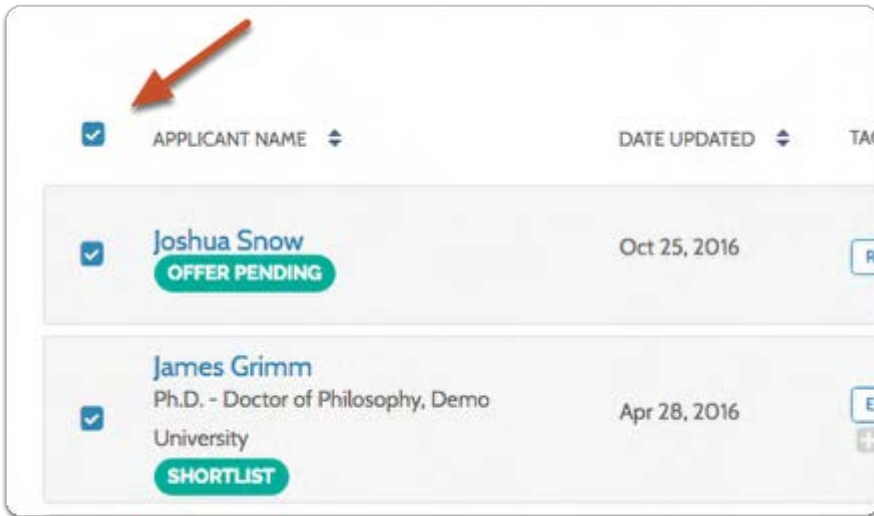 APPLICANT NAME DATE UPDATED
Joshua Snow Oct 25, 2016
OFFER PENDING
James Grimm
Ph.D. - Doctor of Philosophy, Demo Apr 28, 2016
University
SHORTLIST